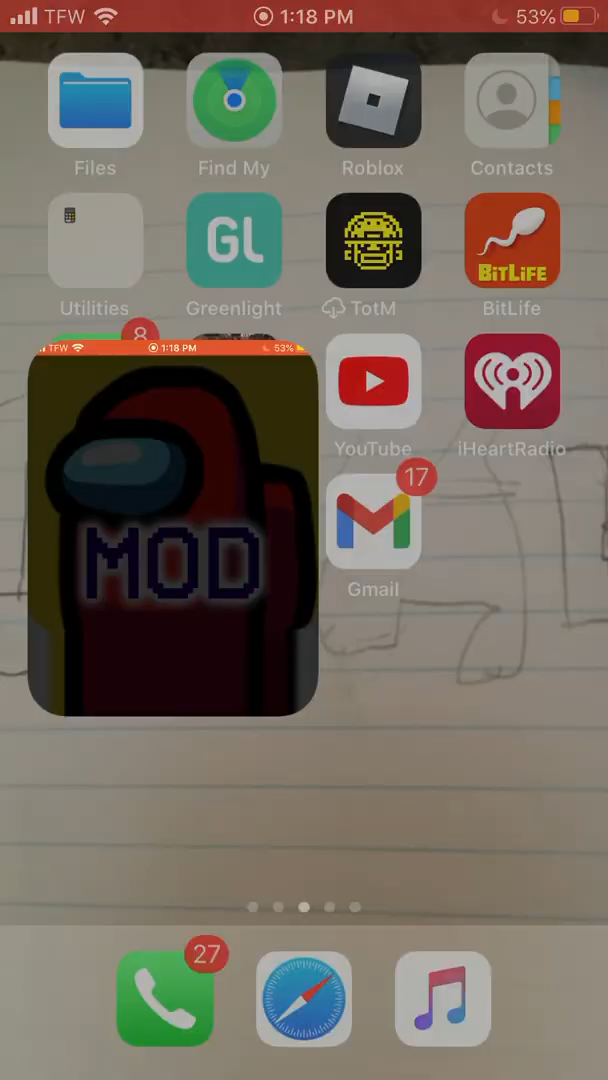 TFW 1:18 PM 53%
Files Find My Roblox Contacts
GL BITLIFE
Utilities Greenlight TotM BitLife
8
TFW 1:18 PM 53%
YouTube iHeartRadio
17
MOD
Gmail
27